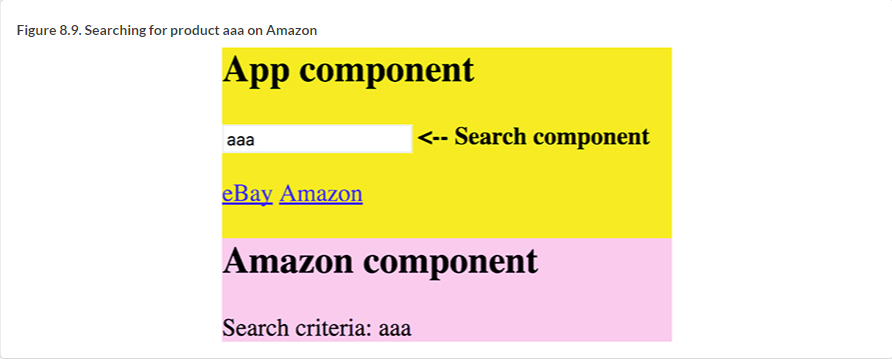 Figure 8.9. Searching for product aaa on Amazon
App component
aaa <-- Search component
eBay Amazon
Amazon component
Search criteria: aaa